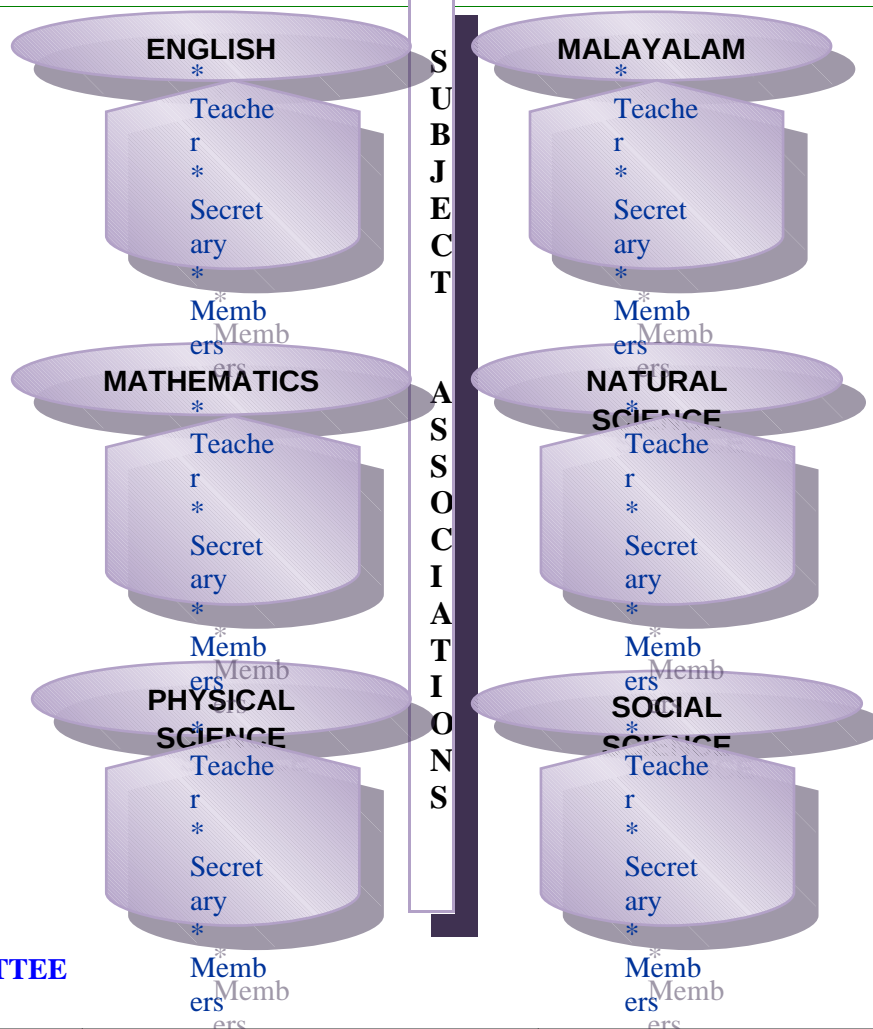 ENGLISH
*
Teache
r
*
Secret
ary
*
Memb
ers
MATHEMATICS
*
Teache
r
*
Secret
ary
*
Memb
ers
PHYSICAL
SCIENCE
*
Teache
r
*
Secret
ary
*
Memb
ers
TTEE
S
U
B
J
E
C
T
A
S
S
O
C
I
A
T
I
O
N
S
MALAYALAM
*
Teache
r
*
Secret
ary
*
Memb
ers
NATURAL
SCIENCE
*
Teache
r
*
Secret
ary
*
Memb
ers
SOCIAL
SCIENCE
*
Teache
r
*
Secret
ary
*
Memb
ers